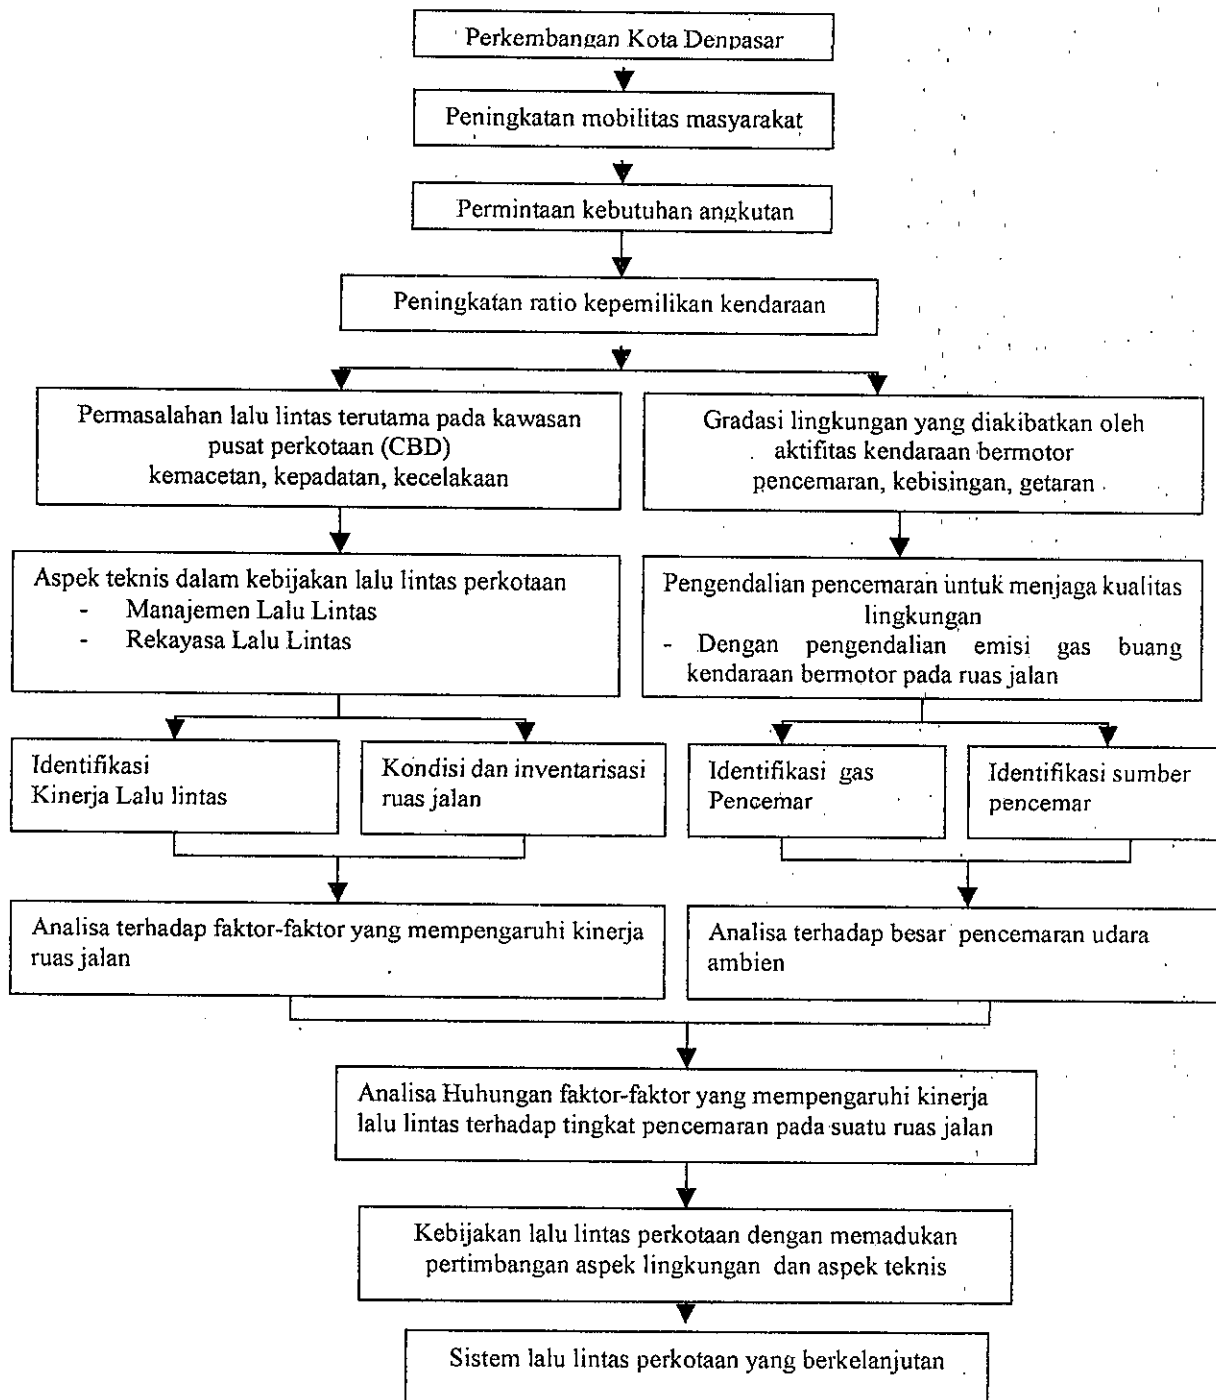 Perkembangan Kota Denpasar
Peningkatan mobilitas masyarakat
Permintaan kebutuhan angkutan
Peningkatan ratio kepemilikan kendaraan
Permasalahan lalu lintas terutama pada kawasan
pusat perkotaan (CBD)
kemacetan, kepadatan, kecelakaan
Gradasi lingkungan yang diakibatkan oleh
aktifitas kendaraan bermotor
pencemaran, kebisingan, getaran
Aspek teknis dalam kebijakan lalu lintas perkotaan
- Manajemen Lalu Lintas
- Rekayasa Lalu Lintas
Pengendalian pencemaran untuk menjaga kualitas
lingkungan
- Dengan pengendalian emisi gas buang
kendaraan bermotor pada ruas jalan
Identifikasi
Kinerja Lalu lintas
Kondisi dan inventarisasi
ruas jalan
Identifikasi gas
Pencemar
Identifikasi sumber
pencemar
Analisa terhadap faktor-faktor yang mempengaruhi kinerja
ruas jalan
Analisa terhadap besar pencemaran udara
ambien
Analisa Huhungan faktor-faktor yang mempengaruhi kinerja
lalu lintas terhadap tingkat pencemaran pada suatu ruas jalan
Kebijakan lalu lintas perkotaan dengan memadukan
pertimbangan aspek lingkungan dan aspek teknis
Sistem lalu lintas perkotaan yang berkelanjutan